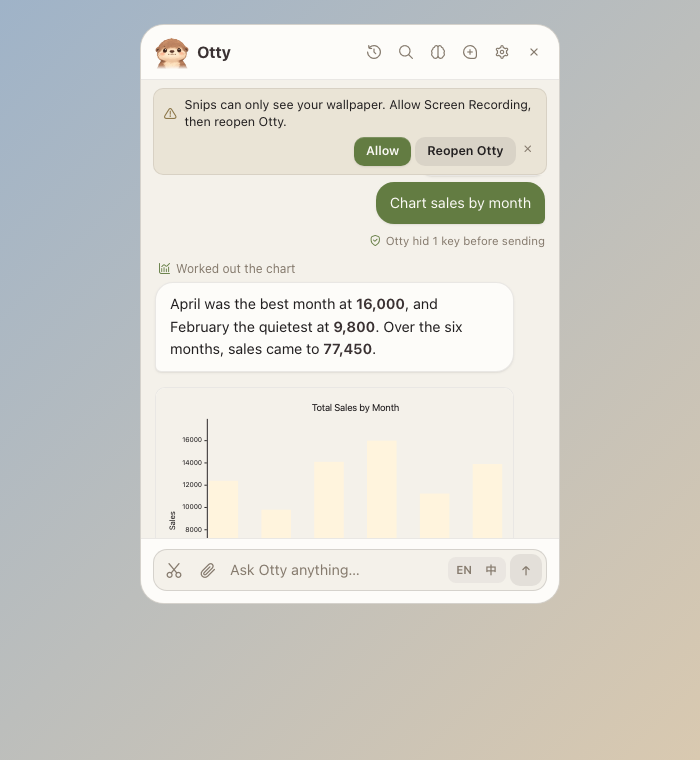 Otty
Snips can only see your wallpaper. Allow Screen Recording,
then reopen Otty.
Allow
Reopen Otty
Chart sales by month
Otty hid 1 key before sending
Worked out the chart
April was the best month at 16,000, and
February the quietest at 9,800. Over the six
months, sales came to 77,450.
Total Sales by Month
16000
14000
12000
10000
8000
Sales
Ask Otty anything...
EN 中